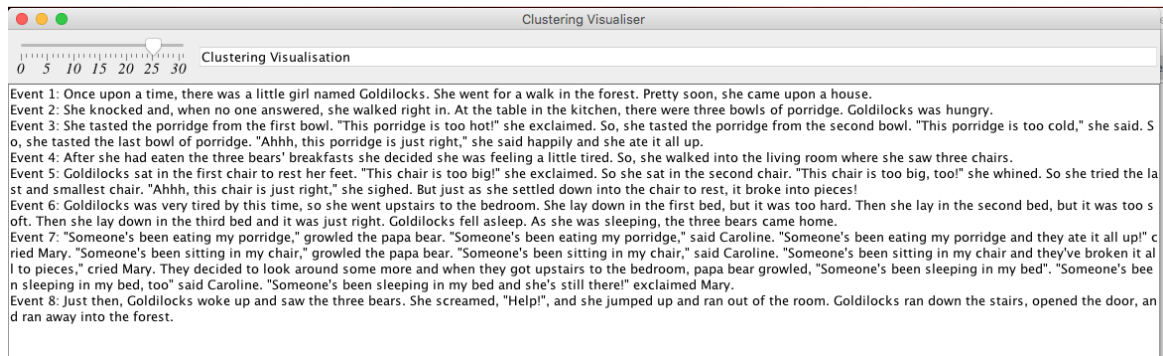 Clustering Visualiser
Clustering Visualisation
0 5 10 15 20 25 30
Event 1: Once upon a time, there was a little girl named Goldilocks. She went for a walk in the forest. Pretty soon, she came upon a house.
Event 2: She knocked and, when no one answered, she walked right in. At the table in the kitchen, there were three bowls of porridge. Goldilocks was hungry.
Event 3: She tasted the porridge from the first bowl. "This porridge is too hot!" she exclaimed. So, she tasted the porridge from the second bowl. "This porridge is too cold," she said. S
o, she tasted the last bowl of porridge. "Ahhh, this porridge is just right," she said happily and she ate it all up.
Event 4: After she had eaten the three bears' breakfasts she decided she was feeling a little tired. So, she walked into the living room where she saw three chairs.
Event 5: Goldilocks sat in the first chair to rest her feet. "This chair is too big!" she exclaimed. So she sat in the second chair. "This chair is too big, too!" she whined. So she tried the la
st and smallest chair. "Ahhh, this chair is just right," she sighed. But just as she settled down into the chair to rest, it broke into pieces!
Event 6: Goldilocks was very tired by this time, so she went upstairs to the bedroom. She lay down in the first bed, but it was too hard. Then she lay in the second bed, but it was too s
oft. Then she lay down in the third bed and it was just right. Goldilocks fell asleep. As she was sleeping, the three bears came home.
Event 7: "Someone's been eating my porridge," growled the papa bear. "Someone's been eating my porridge," said Caroline. "Someone's been eating my porridge and they ate it all up!" c
ried Mary. "Someone's been sitting in my chair," growled the papa bear. "Someone's been sitting in my chair," said Caroline. "Someone's been sitting in my chair and they've broken it al
l to pieces," cried Mary. They decided to look around some more and when they got upstairs to the bedroom, papa bear growled, "Someone's been sleeping in my bed". "Someone's bee
n sleeping in my bed, too" said Caroline. "Someone's been sleeping in my bed and she's still there!" exclaimed Mary.
Event 8: Just then, Goldilocks woke up and saw the three bears. She screamed, "Help!", and she jumped up and ran out of the room. Goldilocks ran down the stairs, opened the door, an
d ran away into the forest.